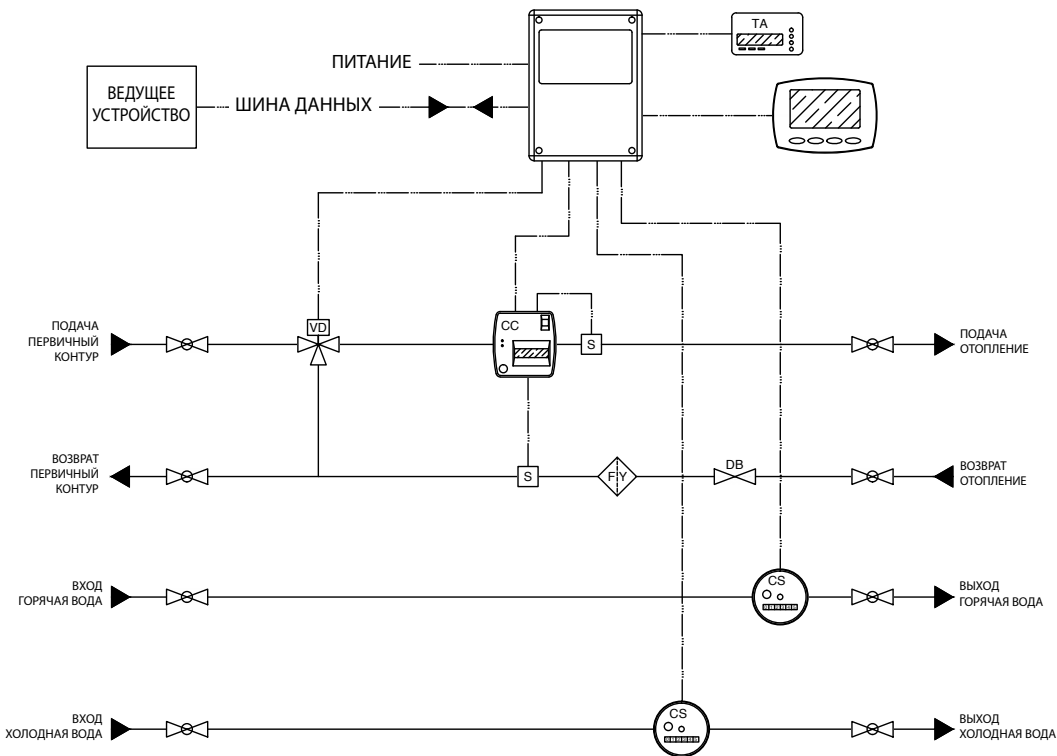 TA
ПИТАНИЕ
ВЕДУЩЕЕ
УСТРОЙСТВО
ШИНА ДАННЫХ
VD
CC
S
ПОДАЧА
ПЕРВИЧНЫЙ
КОНТУР
ПОДАЧА
ОТОПЛЕНИЕ
ВОЗВРАТ
ПЕРВИЧНЫЙ
КОНТУР
S
F Y
DB
ВОЗВРАТ
ОТОПЛЕНИЕ
ВХОД
ГОРЯЧАЯ ВОДА
CS
ВЫХОД
ГОРЯЧАЯ ВОДА
ВХОД
ХОЛОДНАЯ ВОДА
CS
ВЫХОД
ХОЛОДНАЯ ВОДА